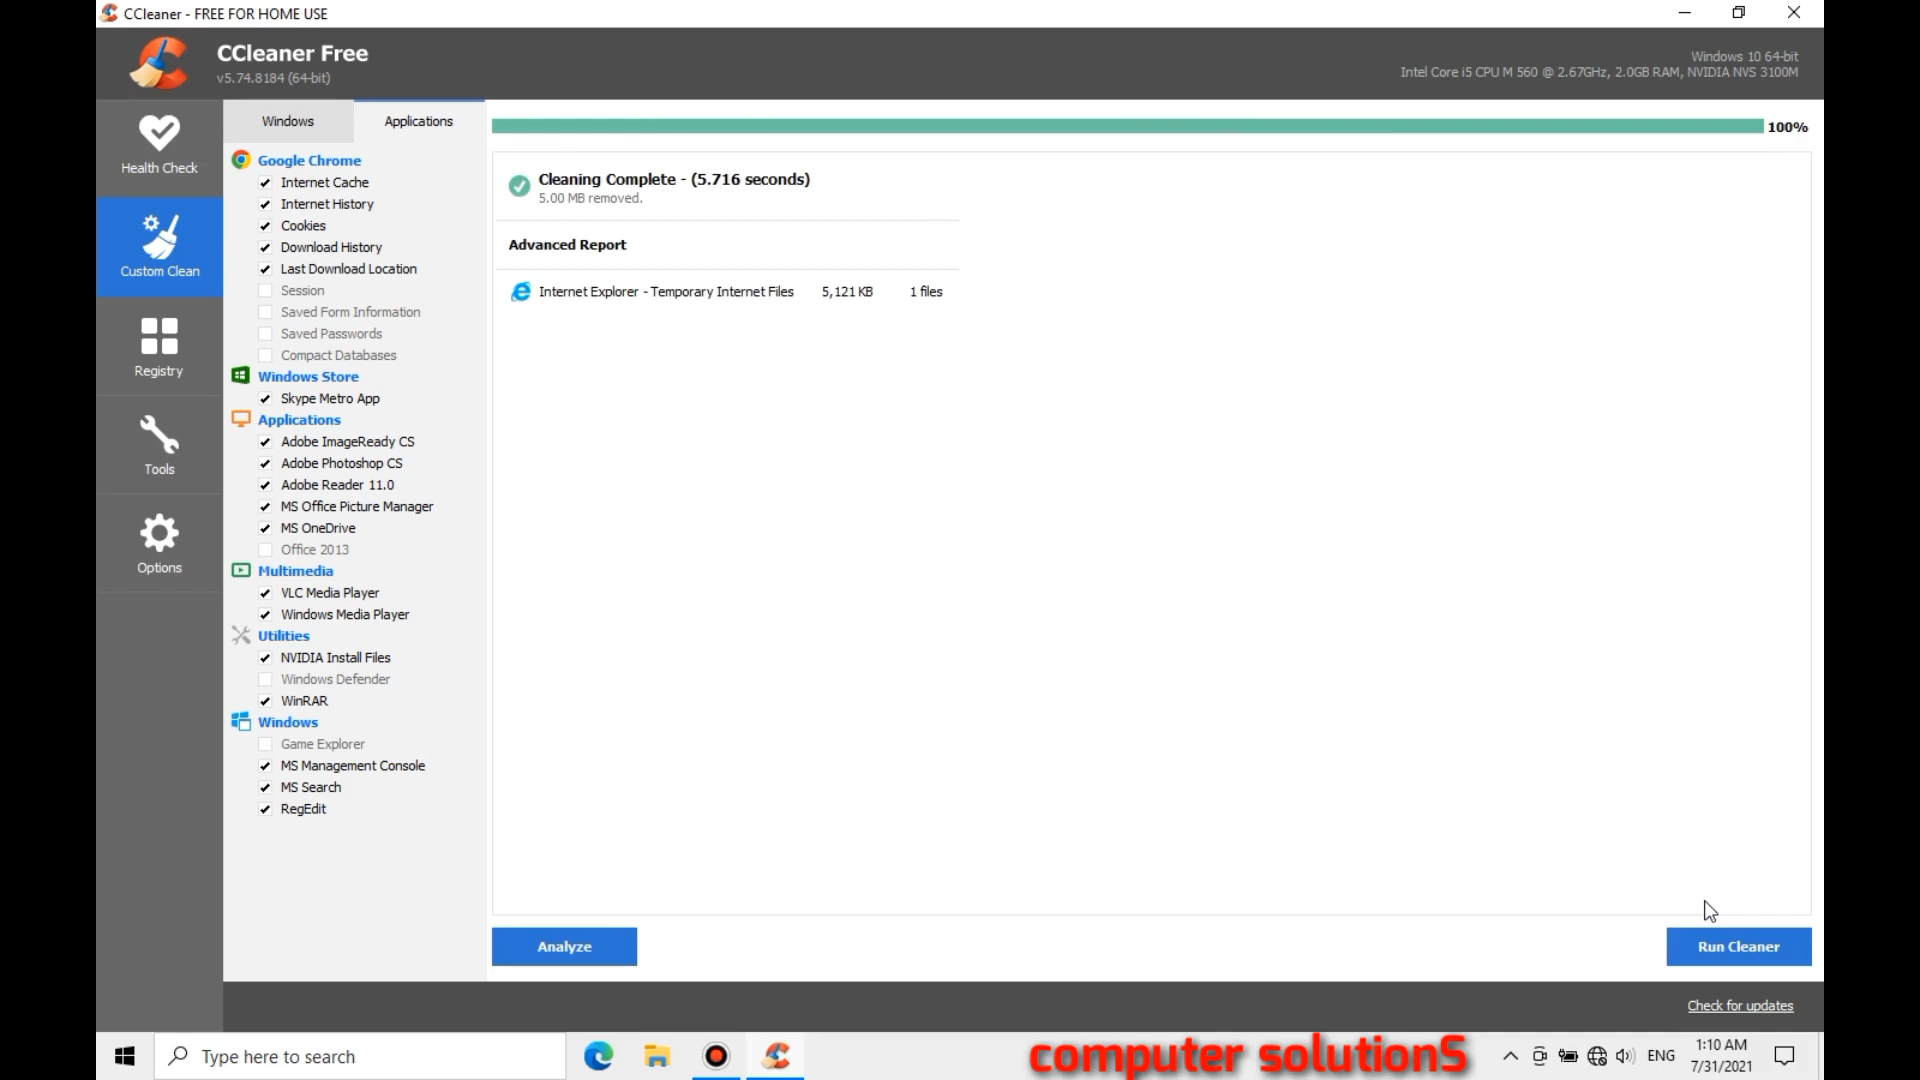 CCleaner - FREE FOR HOME USE
CCleaner Free
v5.74.8184 (64-bit)
Windows 10 64-bit
Intel Core i5 CPU M 560 @ 2.67GHz, 2.0GB RAM, NVIDIA NVS 3100M
Health Check
Custom Clean
Registry
Tools
Options
Windows
Applications
Google Chrome
Internet Cache
Internet History
Cookies
Download History
Last Download Location
Session
Saved Form Information
Saved Passwords
Compact Databases
Windows Store
Skype Metro App
Applications
Adobe ImageReady CS
Adobe Photoshop CS
Adobe Reader 11.0
MS Office Picture Manager
MS OneDrive
Office 2013
Multimedia
VLC Media Player
Windows Media Player
Utilities
NVIDIA Install Files
Windows Defender
WinRAR
Windows
Game Explorer
MS Management Console
MS Search
RegEdit
100%
Cleaning Complete - (5.716 seconds)
5.00 MB removed.
Advanced Report
Internet Explorer - Temporary Internet Files 5,121 KB 1 files
Analyze
Run Cleaner
Check for updates
Type here to search
computer solutionS
ENG
1:10 AM
7/31/2021